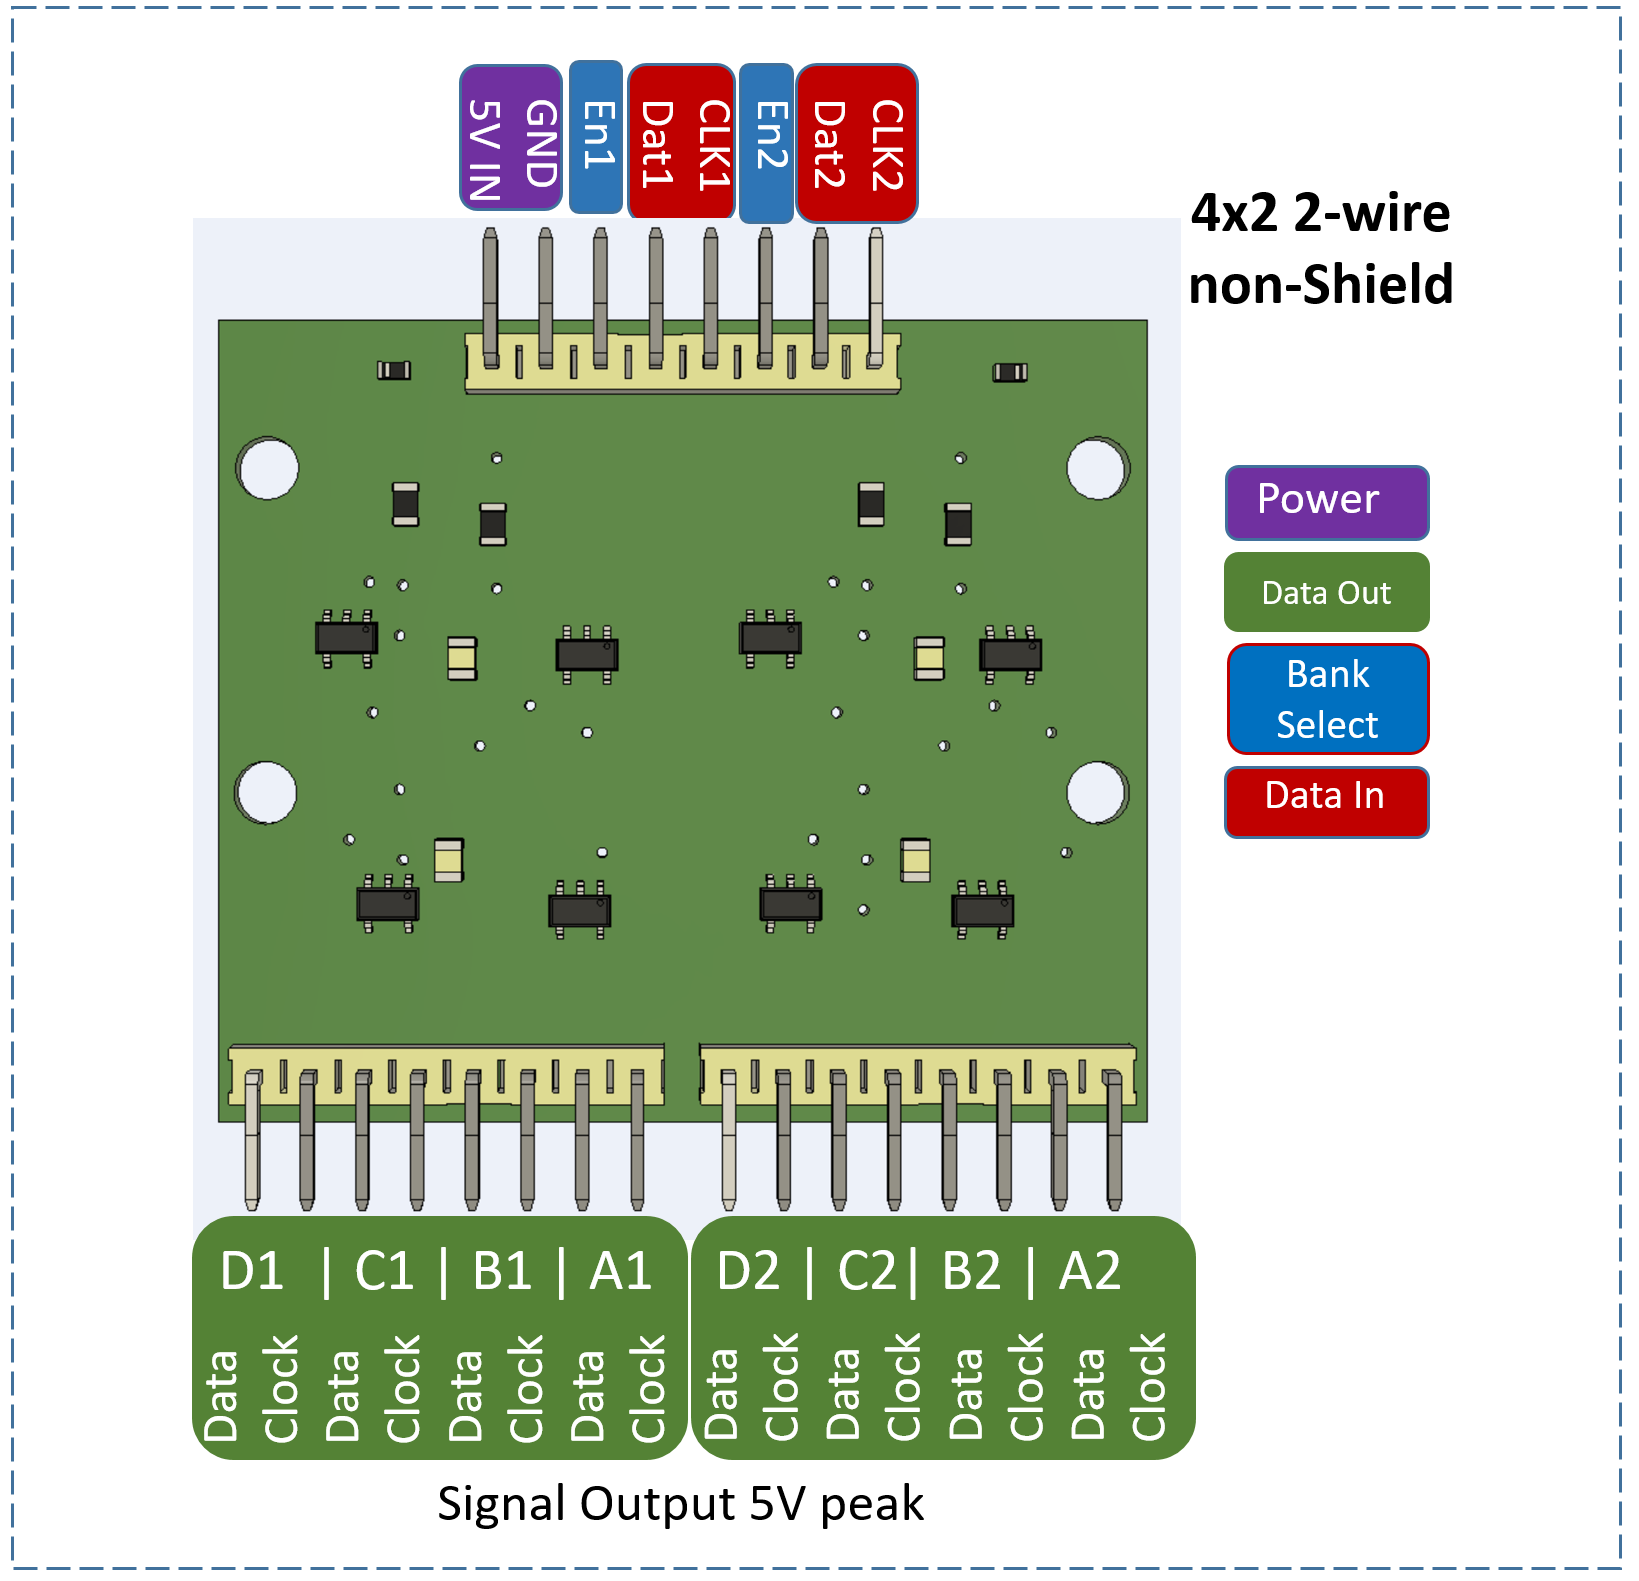 5V IN
GND
En1
Dat1
CLK1
En2
Dat2
CLK2
4x2 2-wire
non-Shield
Power
Data Out
Bank
Select
Data In
D1 | C1 | B1 | A1
Data Clock Data Clock Data Clock Data Clock
D2 | C2 | B2 | A2
Data Clock Data Clock Data Clock Data Clock
Signal Output 5V peak